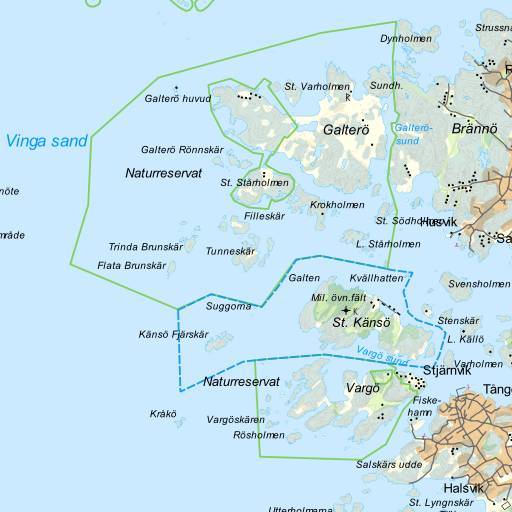 Strussnä
Dynholmen
St. Varholmen
Sundh.
Galterö huvud
R
Galterö
Galterö-
sund
Brännö
Vinga sand
Galterö Rönnskär
Naturreservat
St. Stårholmen
nöte
Krokholmen
Filleskär
St. Södholmen
Husvik
mråde
Sa
Trinda Brunskär
Tunneskär
L. Stårholmen
Flata Brunskär
Galten
Kvällhatten
Svensholmen
Mil. övn.fält
Suggorna
K
St. Känsö
Stenskär
Känsö Fjärskär
L. Källö
Vargö sund
Varholmen
Stjärnvik
Naturreservat
Vargö
Tånge
Fiske-
hamn
Kråkö
Vargöskären
Rösholmen
Salskärs udde
Halsvik
St. Lyngnskär
Utterholmarna